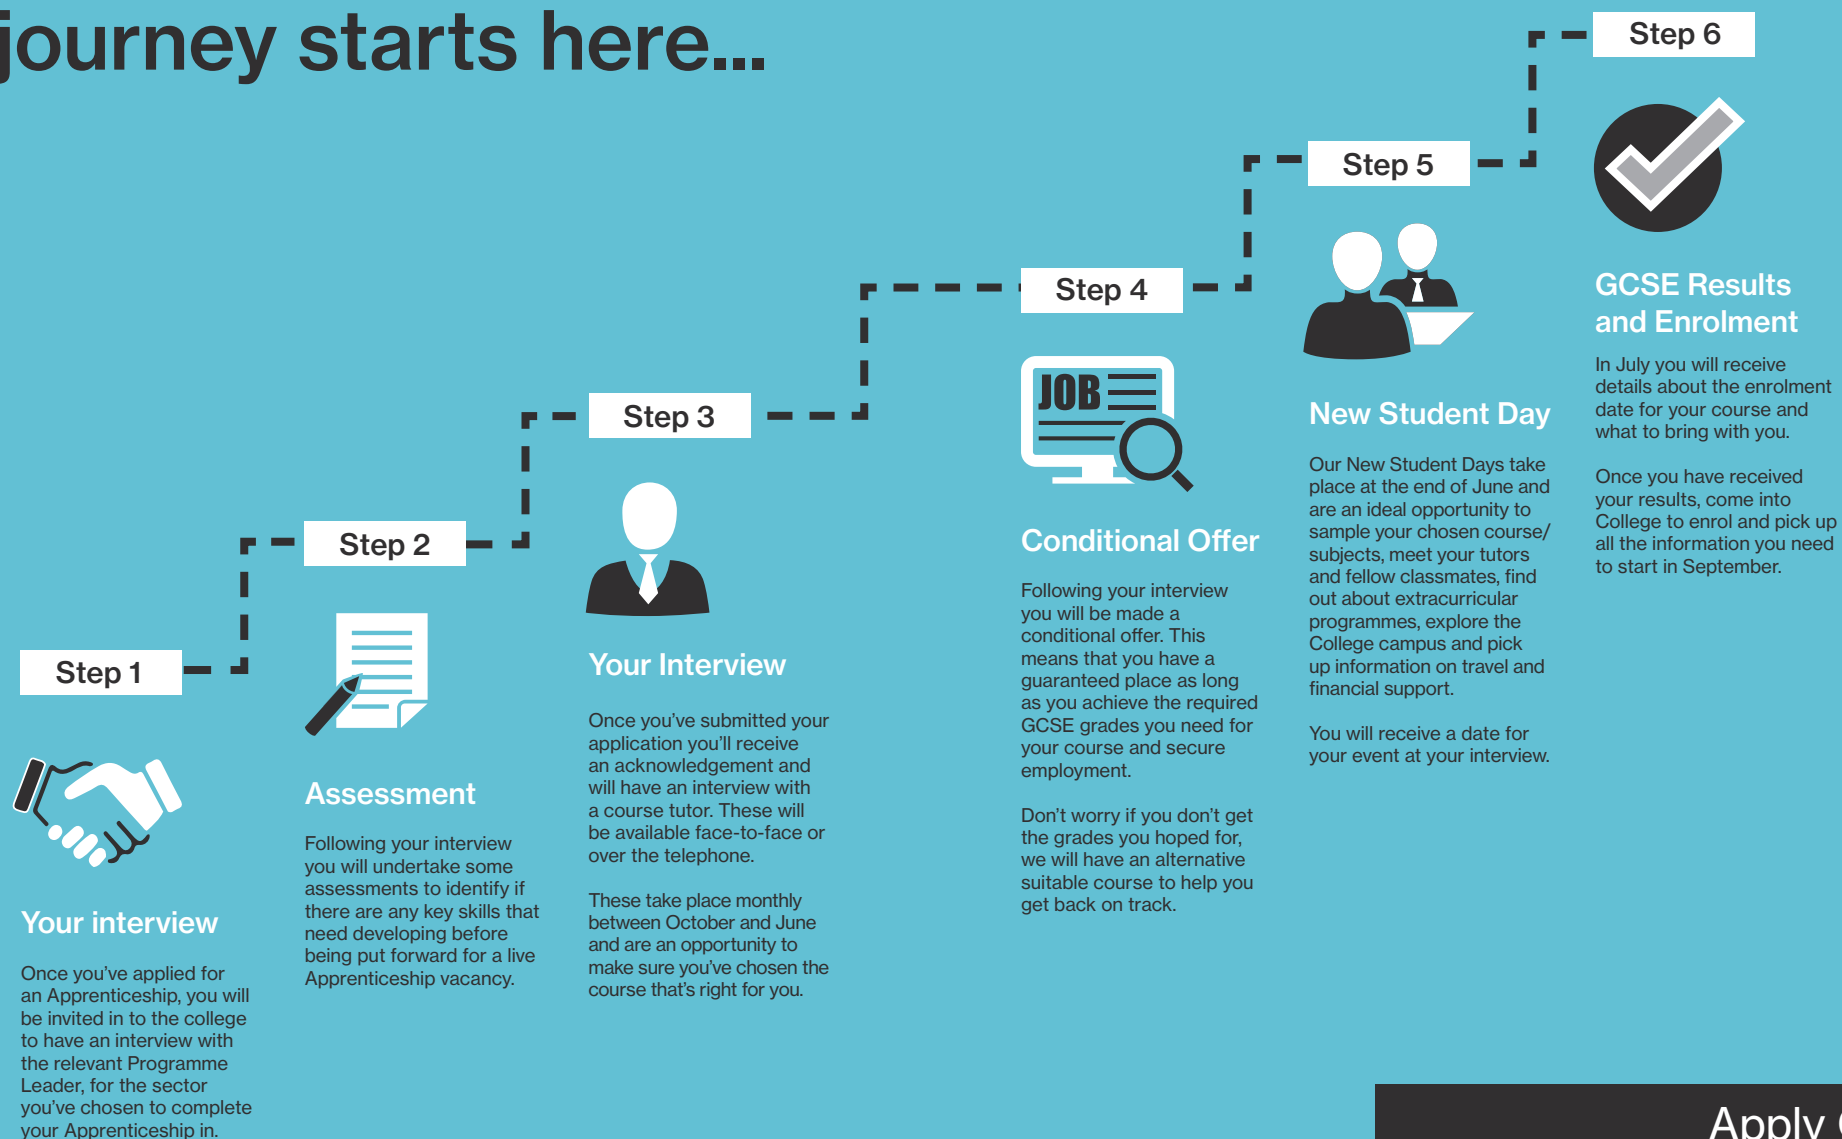 journey starts here...
Step 1
Your interview
Once you've applied for
an Apprenticeship, you will
be invited in to the college
to have an interview with
the relevant Programme
Leader, for the sector
you've chosen to complete
your Apprenticeship in.
Step 2
Assessment
Following your interview
you will undertake some
assessments to identify if
there are any key skills that
need developing before
being put forward for a live
Apprenticeship vacancy.
Step 3
Your Interview
Once you've submitted your
application you'll receive
an acknowledgement and
will have an interview with
a course tutor. These will
be available face-to-face or
over the telephone.
These take place monthly
between October and June
and are an opportunity to
make sure you've chosen the
course that's right for you.
Step 4
JOB
Conditional Offer
Following your interview
you will be made a
conditional offer. This
means that you have a
guaranteed place as long
as you achieve the required
GCSE grades you need for
your course and secure
employment.
Don't worry if you don't get
the grades you hoped for,
we will have an alternative
suitable course to help you
get back on track.
Step 5
New Student Day
Our New Student Days take
place at the end of June and
are an ideal opportunity to
sample your chosen course/
subjects, meet your tutors
and fellow classmates, find
out about extracurricular
programmes, explore the
College campus and pick
up information on travel and
financial support.
You will receive a date for
your event at your interview.
Step 6
GCSE Results
and Enrolment
In July you will receive
details about the enrolment
date for your course and
what to bring with you.
Once you have received
your results, come into
College to enrol and pick up
all the information you need
to start in September.
Apply